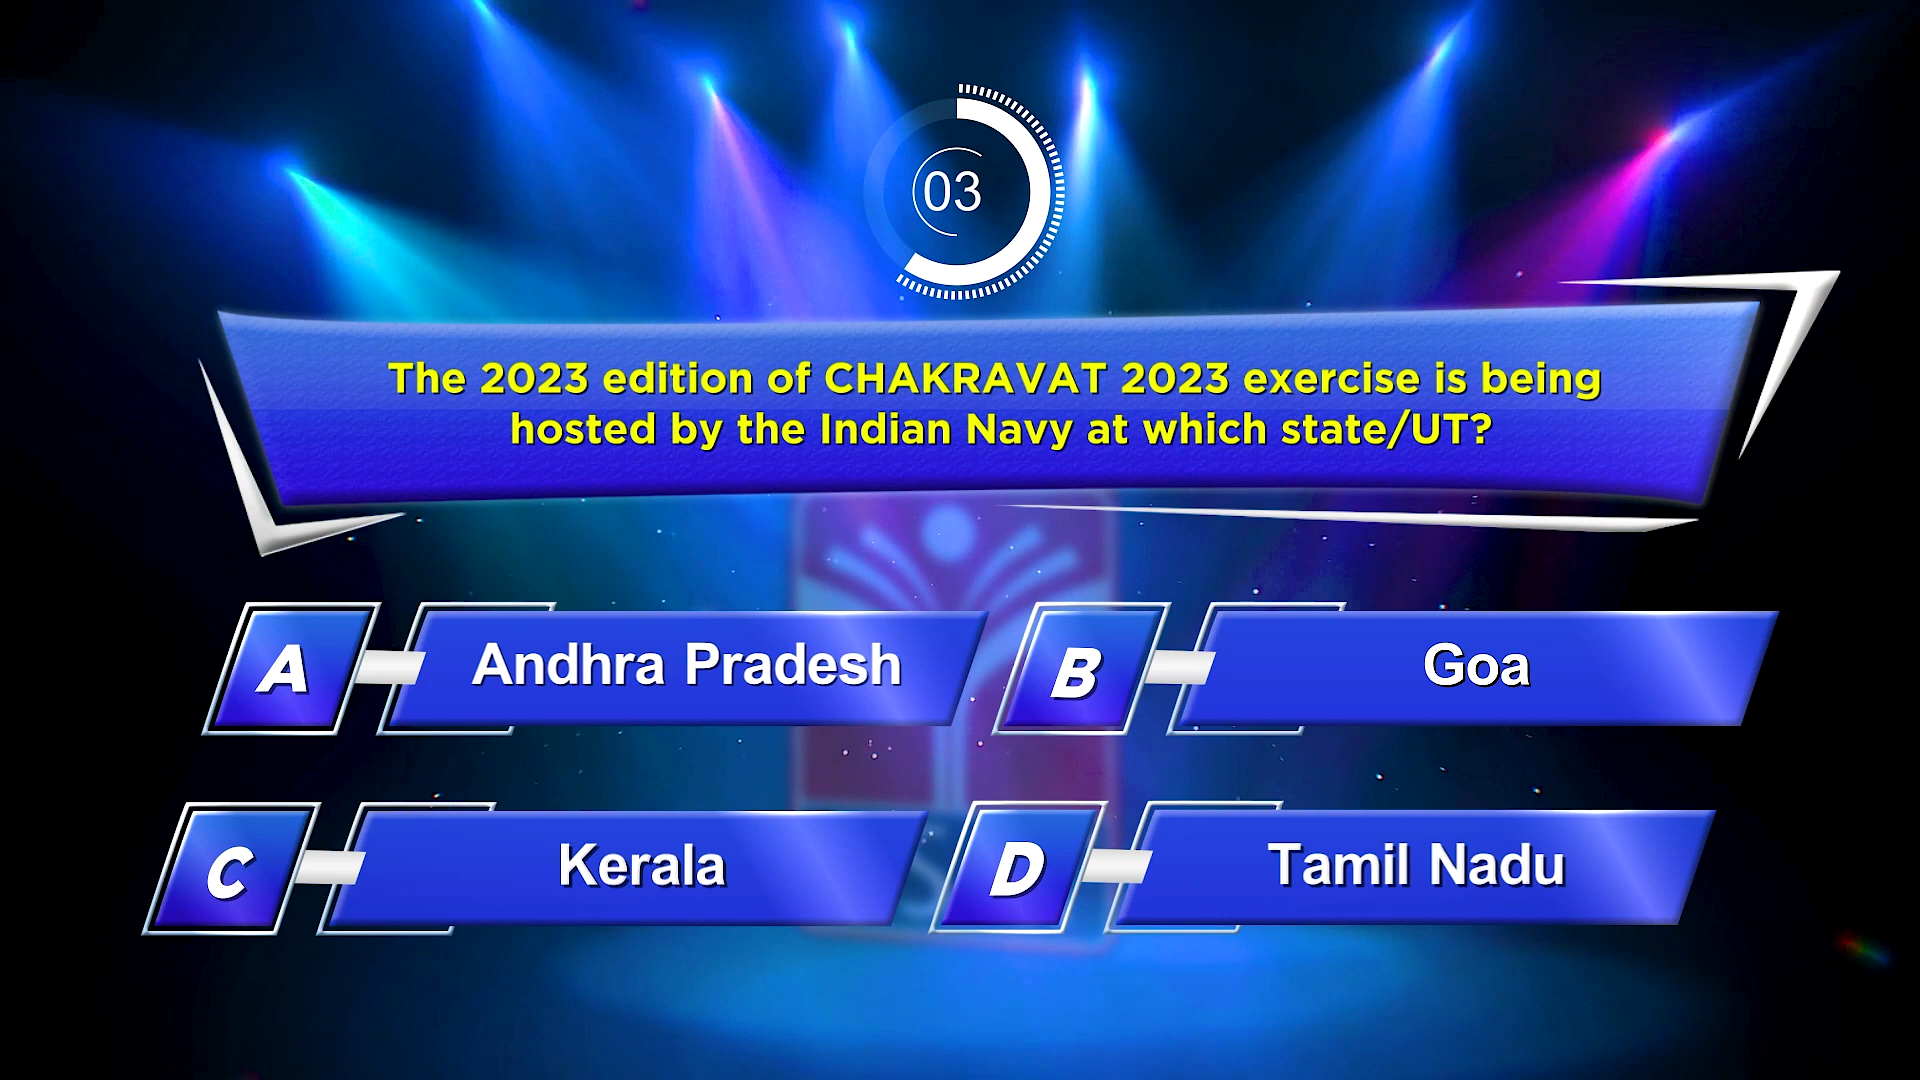 03
The 2023 edition of CHAKRAVAT 2023 exercise is being
hosted by the Indian Navy at which state/UT?
A Andhra Pradesh
B Goa
C Kerala
D Tamil Nadu